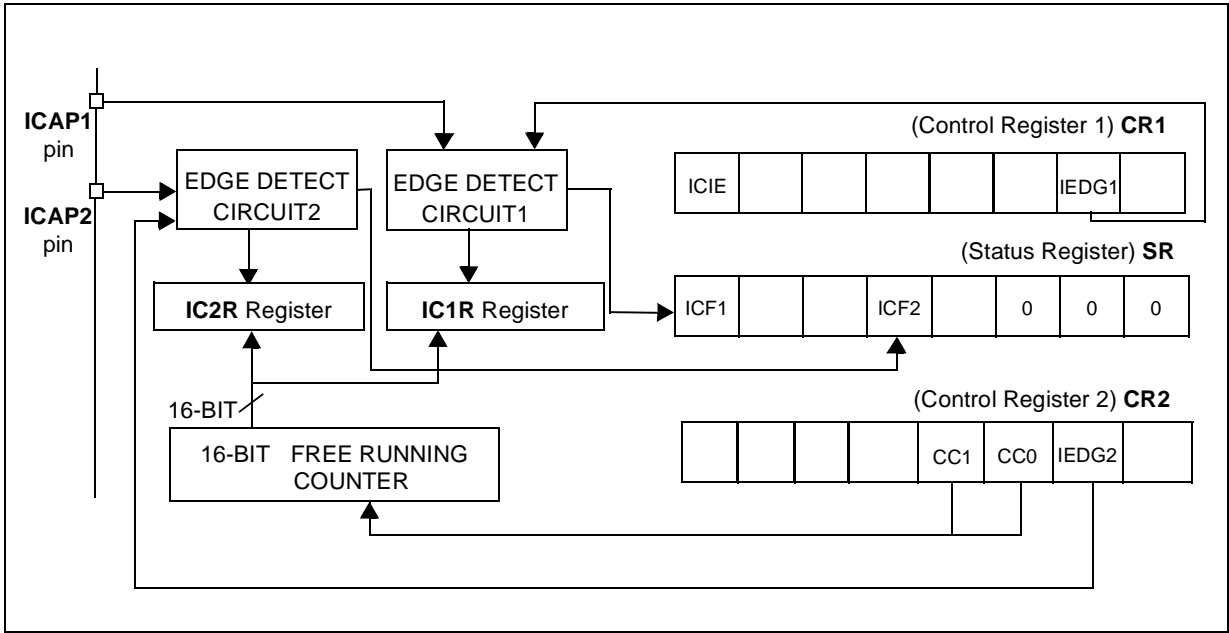 ICAP1
pin
ICAP2
pin
EDGE DETECT
CIRCUIT2
EDGE DETECT
CIRCUIT1
IC2R Register
IC1R Register
16-BIT
16-BIT FREE RUNNING
COUNTER
(Control Register 1) CR1
ICIE IEDG1
(Status Register) SR
ICF1 ICF2 0 0 0
(Control Register 2) CR2
CC1 CC0 IEDG2